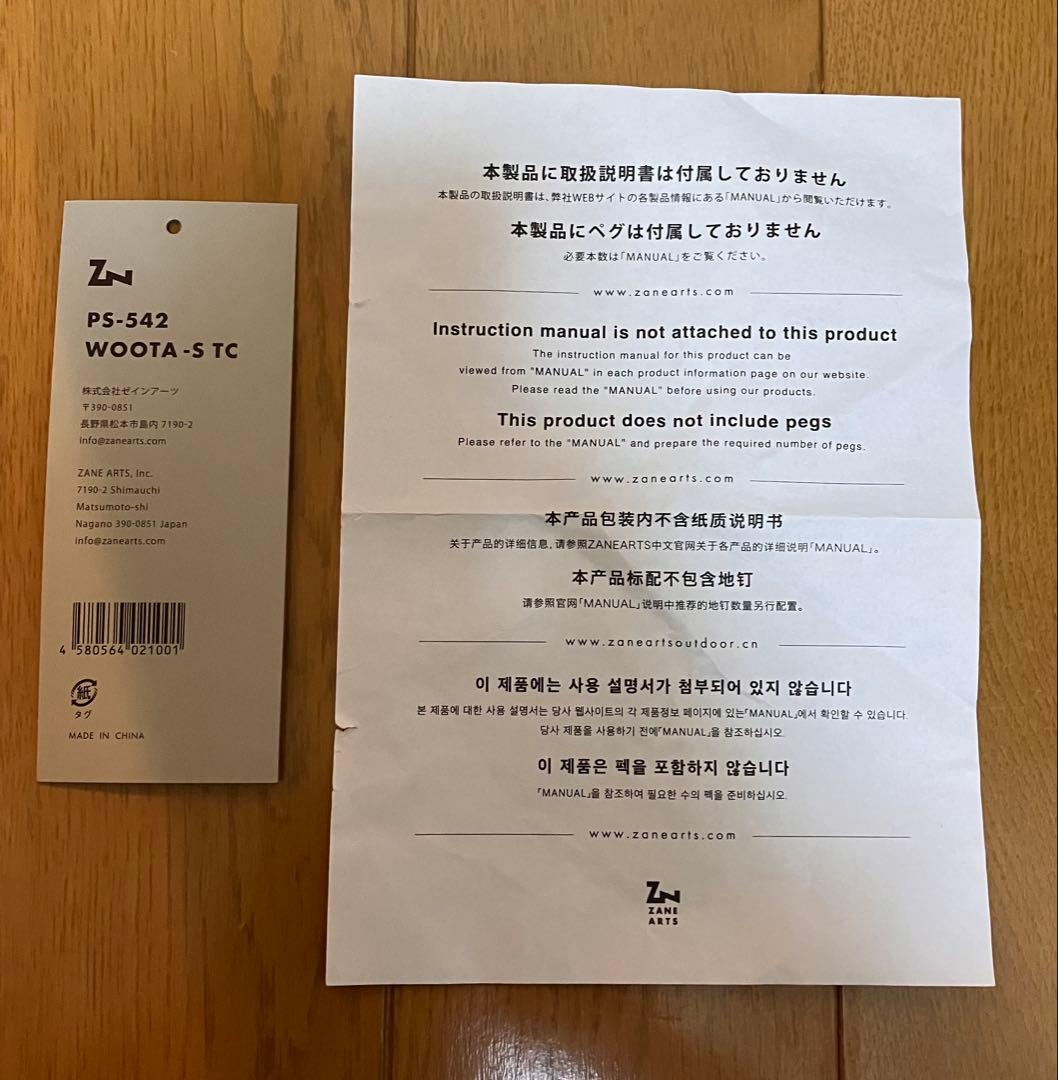 ZN
PS-542
WOOTA-S TC
株式会社ゼインアーツ
〒390-0851
長野県松本市島内 7190-2
info@zanearts.com
ZANE ARTS, Inc.
7190-2 Shimauchi
Matsumoto-shi
Nagano 390-0851 Japan
info@zanearts.com
4 580564 021001
紙
タグ
MADE IN CHINA
本製品に取扱説明書は付属しておりません
本製品の取扱説明書は、弊社WEBサイトの各製品情報にある「MANUAL」から閲覧いただけます。
本製品にペグは付属しておりません
必要本数は「MANUAL」をご覧ください。
www.zanearts.com
Instruction manual is not attached to this product
The instruction manual for this product can be
viewed from "MANUAL" in each product information page on our website.
Please read the "MANUAL" before using our products.
This product does not include pegs
Please refer to the "MANUAL" and prepare the required number of pegs.
www.zanearts.com
本产品包装内不含纸质说明书
关于产品的详细信息，请参照ZANEARTS中文官网关于各产品的详细说明「MANUAL」。
本产品标配不包含地钉
请参照官网「MANUAL」说明中推荐的地钉数量另行配置。
www.zaneartsoutdoor.cn
이 제품에는 사용 설명서가 첨부되어 있지 않습니다
본 제품에 대한 사용 설명서는 당사 웹사이트의 각 제품정보 페이지에 있는「MANUAL」에서 확인할 수 있습니다.
당사 제품을 사용하기 전에「MANUAL」을 참조하십시오.
이 제품은 펙을 포함하지 않습니다
「MANUAL」을 참조하여 필요한 수의 펙을 준비하십시오.
www.zanearts.com
ZN
ZANE
ARTS